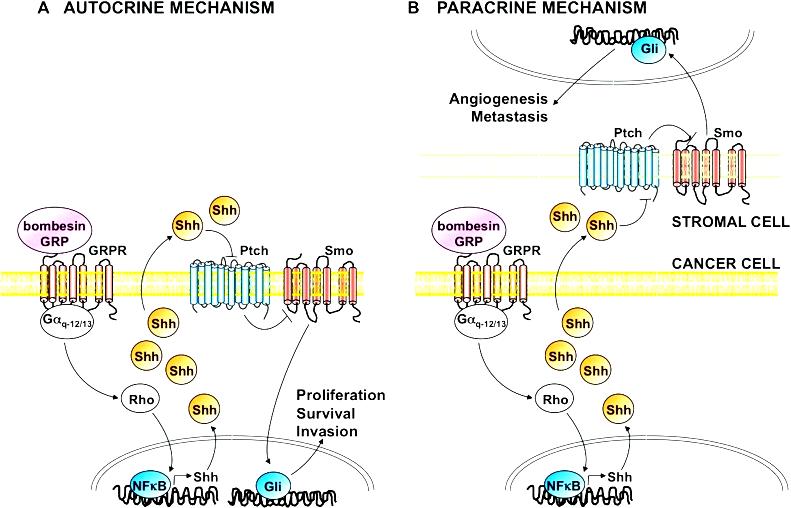 A AUTOCRINE MECHANISM
bombesin
GRP
GRPR
Gαq-12/13
Rho
NFκB
Shh
Shh
Shh
Shh
Shh
Shh
Shh
Ptch
Smo
Gli
Proliferation
Survival
Invasion
B PARACRINE MECHANISM
Gli
Angiogenesis
Metastasis
Ptch
Smo
STROMAL CELL
CANCER CELL
bombesin
GRP
GRPR
Gαq-12/13
Rho
NFκB
Shh
Shh
Shh
Shh
Shh
Shh
Shh